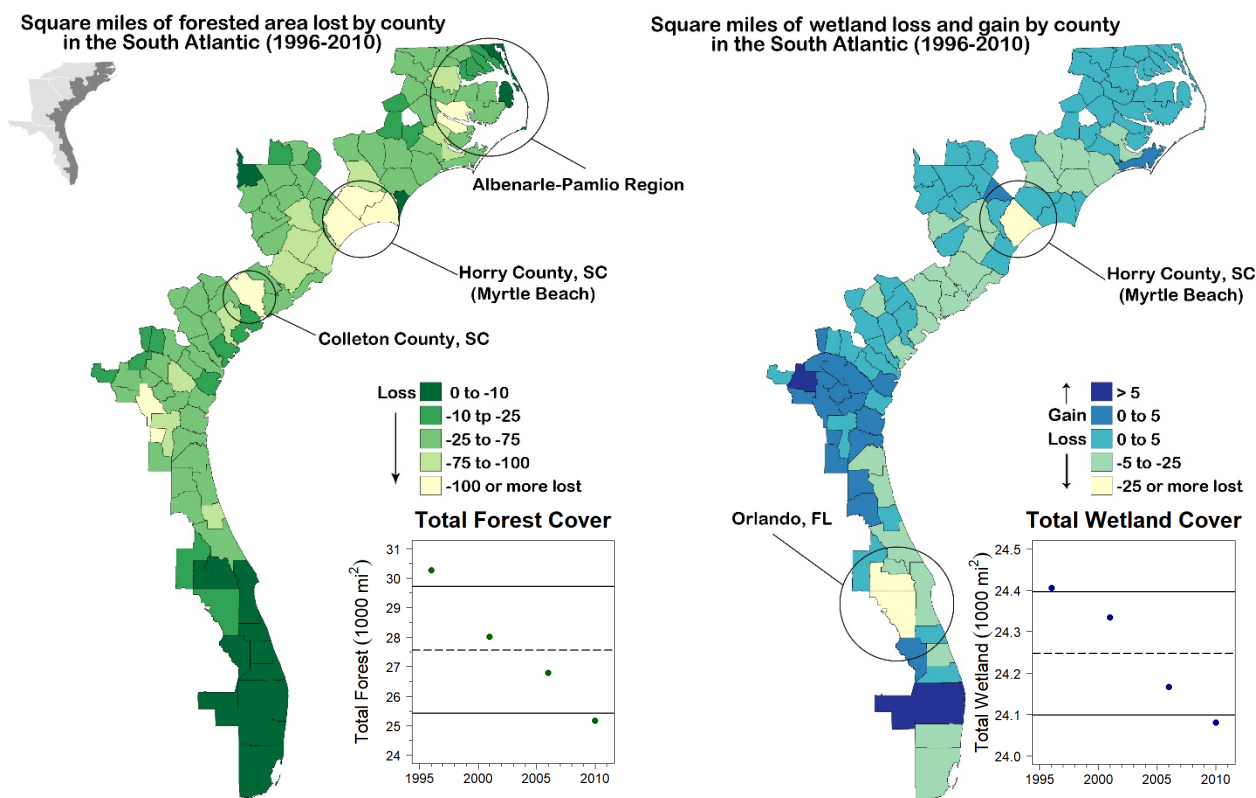 Square miles of forested area lost by county
in the South Atlantic (1996-2010)
Albenarle-Pamlio Region
Horry County, SC
(Myrtle Beach)
Colleton County, SC
Loss
0 to -10
-10 tp -25
-25 to -75
-75 to -100
-100 or more lost
Total Forest Cover
Total Forest (1000 mi²)
31
30
29
28
27
26
25
24
1995
2000
2005
2010
Square miles of wetland loss and gain by county
in the South Atlantic (1996-2010)
Horry County, SC
(Myrtle Beach)
Orlando, FL
Gain
Loss
> 5
0 to 5
0 to 5
-5 to -25
-25 or more lost
Total Wetland Cover
Total Wetland (1000 mi²)
24.5
24.4
24.3
24.2
24.1
24.0
1995
2000
2005
2010